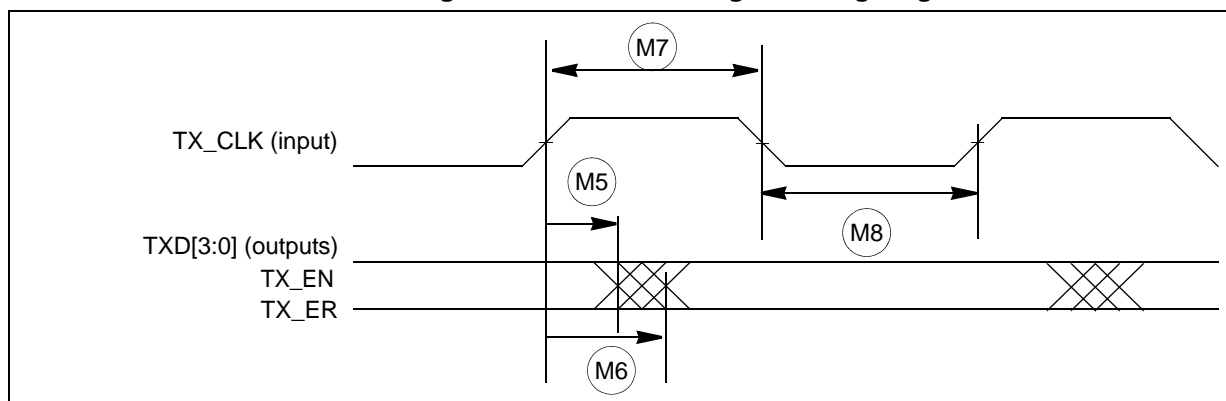 M7
TX_CLK (input)
M5
M8
TXD[3:0] (outputs)
TX_EN
TX_ER
M6